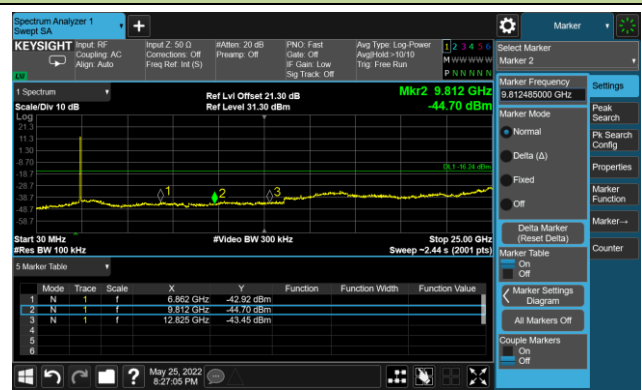 Spectrum Analyzer 1
Swept SA
Marker
KEYSIGHT
Input: RF
Coupling: AC
Align: Auto
Input Z: 50 Ω
Corrections: Off
Freq Ref: Int (S)
#Atten: 20 dB
Preamp: Off
PNO: Fast
Gate: Off
IF Gain: Low
Sig Track: Off
Avg Type: Log-Power
Avg|Hold:>10/10
Trig: Free Run
1 2 3 4 5 6
M W W W W W
P N N N N N
LW
Select Marker
Marker 2
1 Spectrum
Scale/Div 10 dB
Ref Lvl Offset 21.30 dB
Ref Level 31.30 dBm
Mkr2 9.812 GHz
-44.70 dBm
Log
21.3
11.3
1.30
-8.70
-18.7
-28.7
-38.7
-48.7
-58.7
1
2
3
Start 30 MHz
#Res BW 100 kHz
#Video BW 300 kHz
Stop 25.00 GHz
Sweep ~2.44 s (2001 pts)
5 Marker Table
Mode Trace Scale X Y Function Function Width Function Value
1 N 1 f 6.862 GHz -42.92 dBm
2 N 1 f 9.812 GHz -44.70 dBm
3 N 1 f 12.825 GHz -43.45 dBm
4
5
6
Marker Frequency
9.812485000 GHz
Marker Mode
Normal
Delta (Δ)
Fixed
Off
Delta Marker
(Reset Delta)
Marker Table
On
Off
Marker Settings
Diagram
All Markers Off
Couple Markers
On
Off
Settings
Peak
Search
Pk Search
Config
Properties
Marker
Function
Marker→
Counter
May 25, 2022
8:27:05 PM